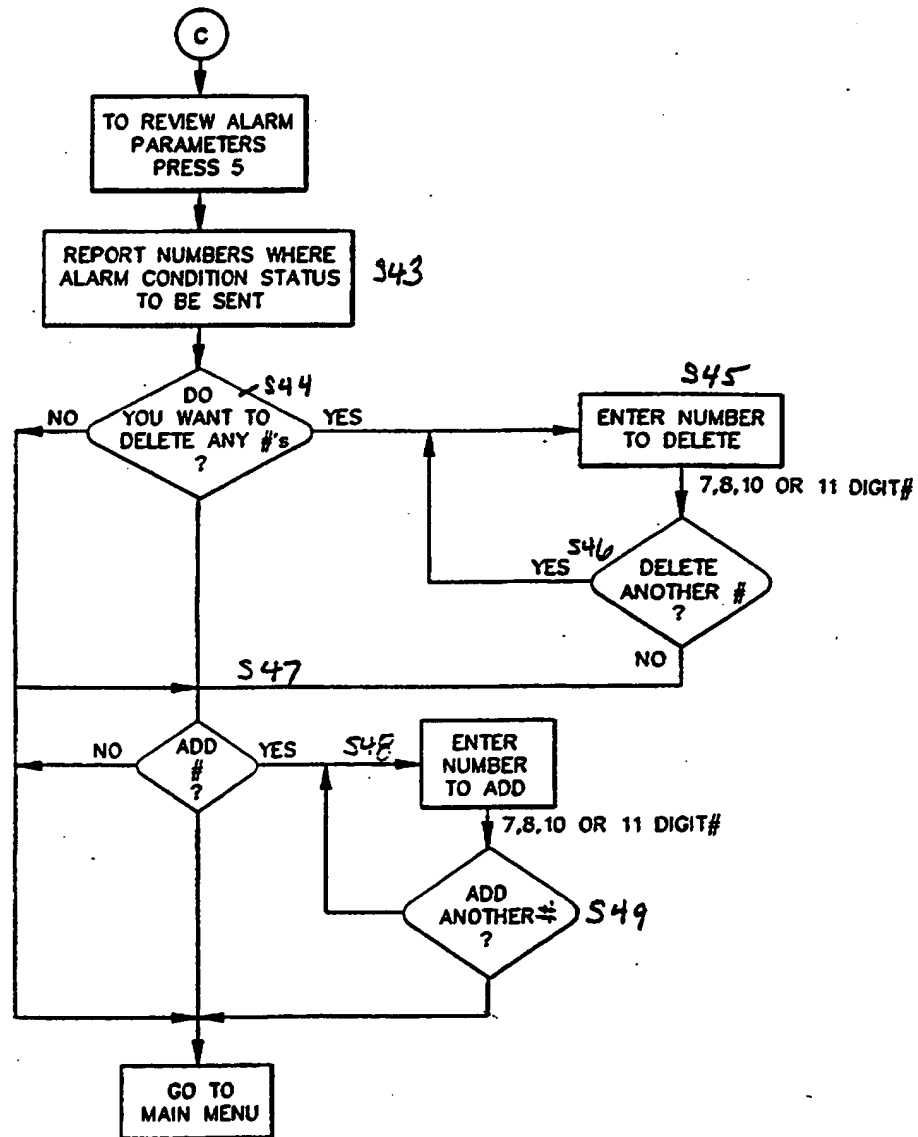 C
TO REVIEW ALARM
PARAMETERS
PRESS 5
REPORT NUMBERS WHERE
ALARM CONDITION STATUS
TO BE SENT
S43
DO
YOU WANT TO
DELETE ANY #'s
?
S44
NO
YES
S45
ENTER NUMBER
TO DELETE
7,8,10 OR 11 DIGIT#
S46
YES
DELETE
ANOTHER #
?
NO
S47
ADD
#
?
NO
YES
S48
ENTER
NUMBER
TO ADD
7,8,10 OR 11 DIGIT#
ADD
ANOTHER #
?
S49
GO TO
MAIN MENU